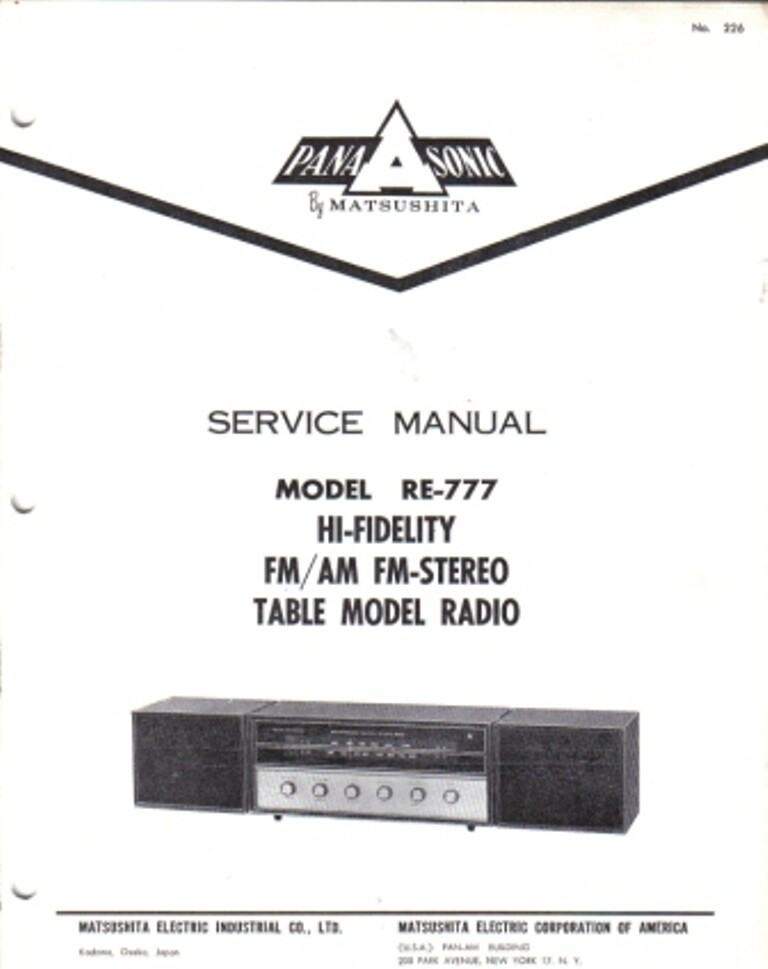 No. 226
PANASONIC
By MATSUSHITA
SERVICE MANUAL
MODEL RE-777
HI-FIDELITY
FM/AM FM-STEREO
TABLE MODEL RADIO
MATSUSHITA ELECTRIC INDUSTRIAL CO., LTD.
Kadoma, Osaka, Japan
MATSUSHITA ELECTRIC CORPORATION OF AMERICA
(U.S.A.) PAN-AM BUILDING
200 PARK AVENUE, NEW YORK 17, N. Y.